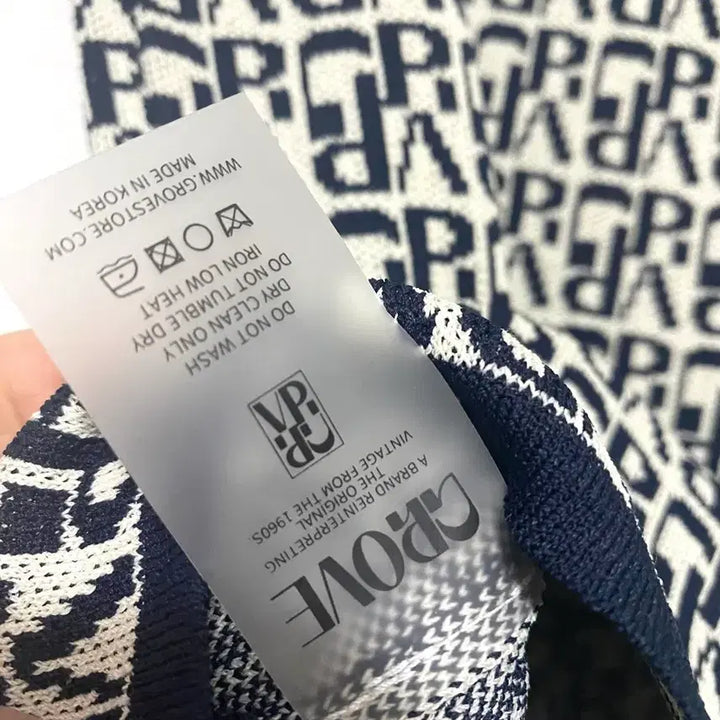 GROVE
A BRAND REINTERPRETING
THE ORIGINAL
VINTAGE FROM THE 1960S.
DO NOT WASH
DRY CLEAN ONLY
DO NOT TUMBLE DRY
IRON LOW HEAT
WWW.GROVESTORE.COM
MADE IN KOREA